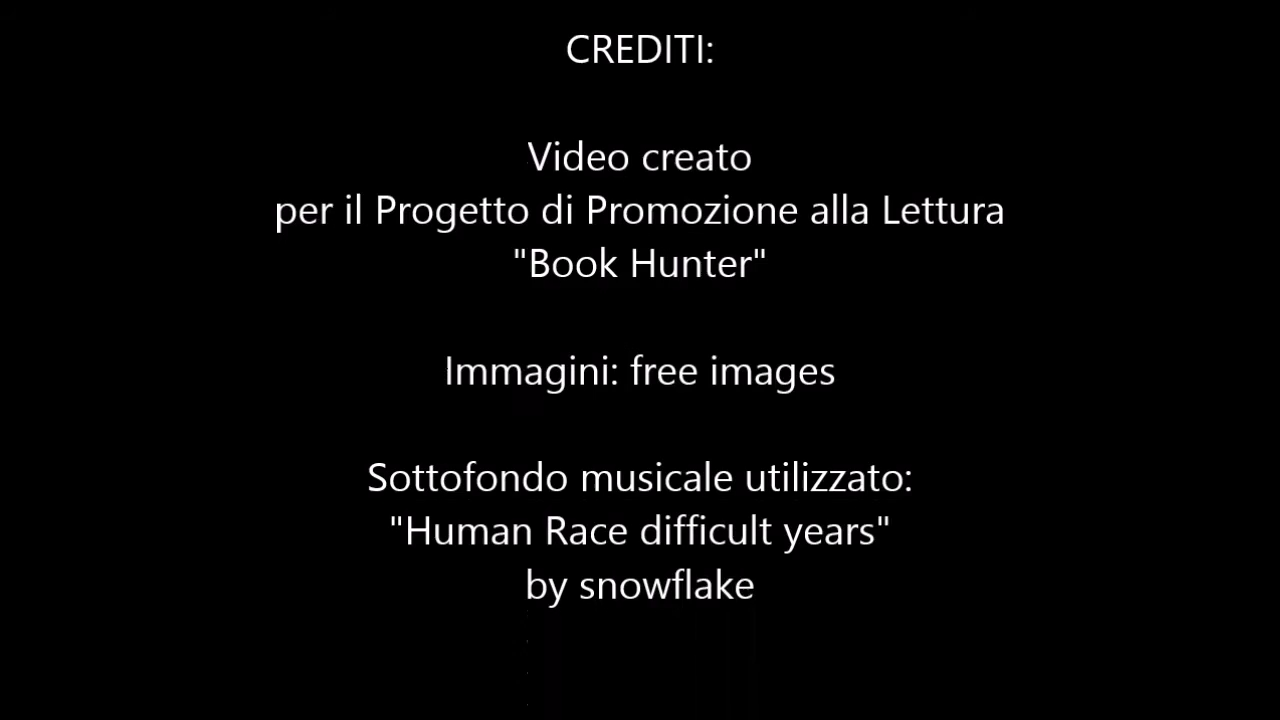 CREDITI:
Video creato
per il Progetto di Promozione alla Lettura
"Book Hunter"
Immagini: free images
Sottofondo musicale utilizzato:
"Human Race difficult years"
by snowflake